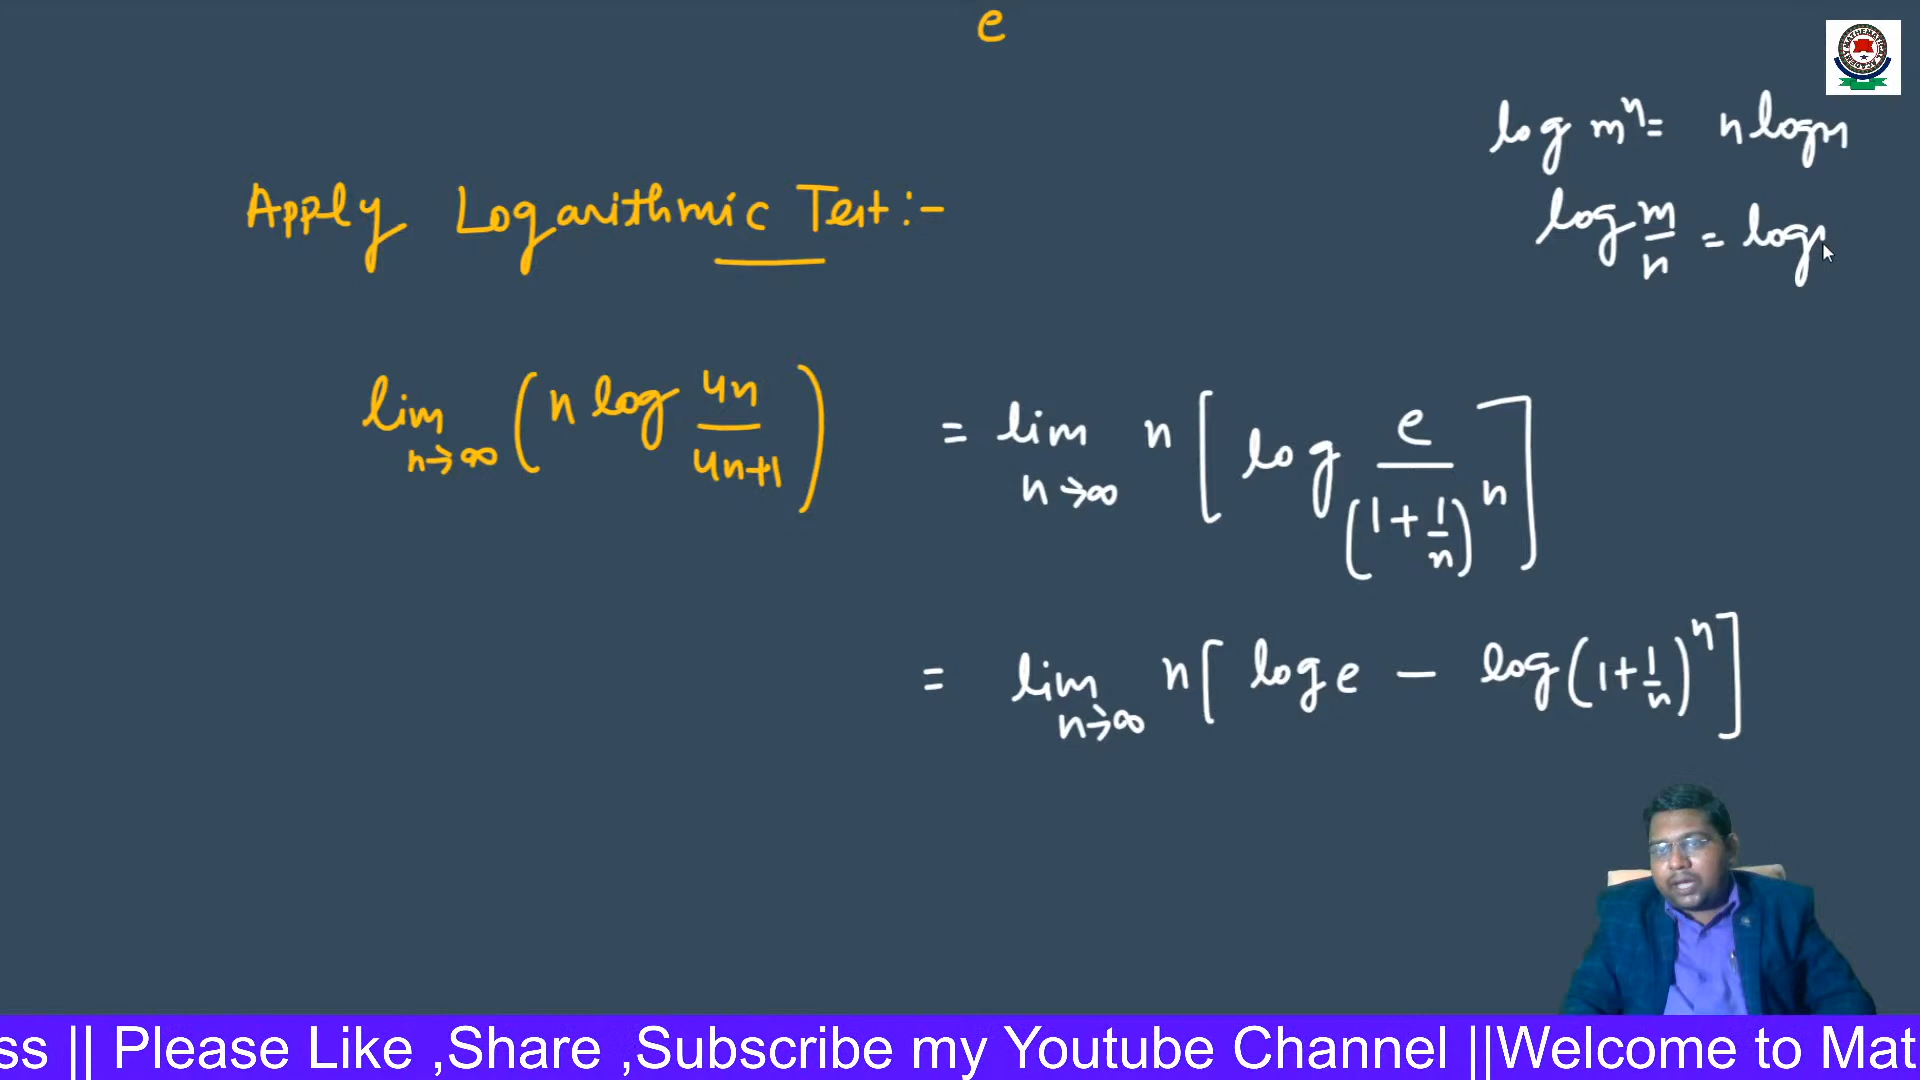 e
log mⁿ = n log m
Apply Logarithmic Test:-
log m/n = log
lim n→∞ (n log 4n/4n+1) = lim n→∞ n [log e/(1+1/n)ⁿ]
= lim n→∞ n[log e - log(1+1/n)ⁿ]
ss || Please Like ,Share ,Subscribe my Youtube Channel ||Welcome to Mat